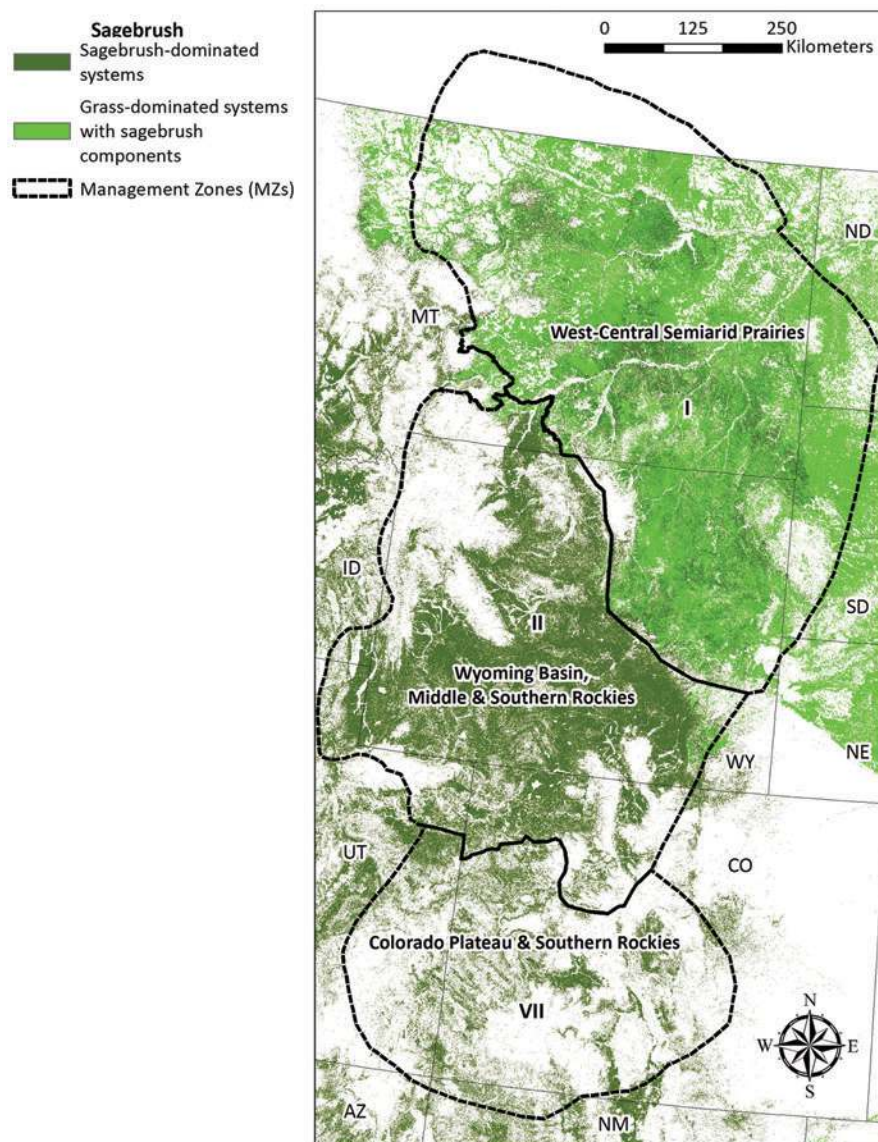 Sagebrush
Sagebrush-dominated
systems
Grass-dominated systems
with sagebrush
components
Management Zones (MZs)
0 125 250
Kilometers
ND
MT
West-Central Semiarid Prairies
I
ID
SD
II
Wyoming Basin,
Middle & Southern Rockies
WY
NE
UT
CO
Colorado Plateau & Southern Rockies
VII
N
W E
S
AZ
NM